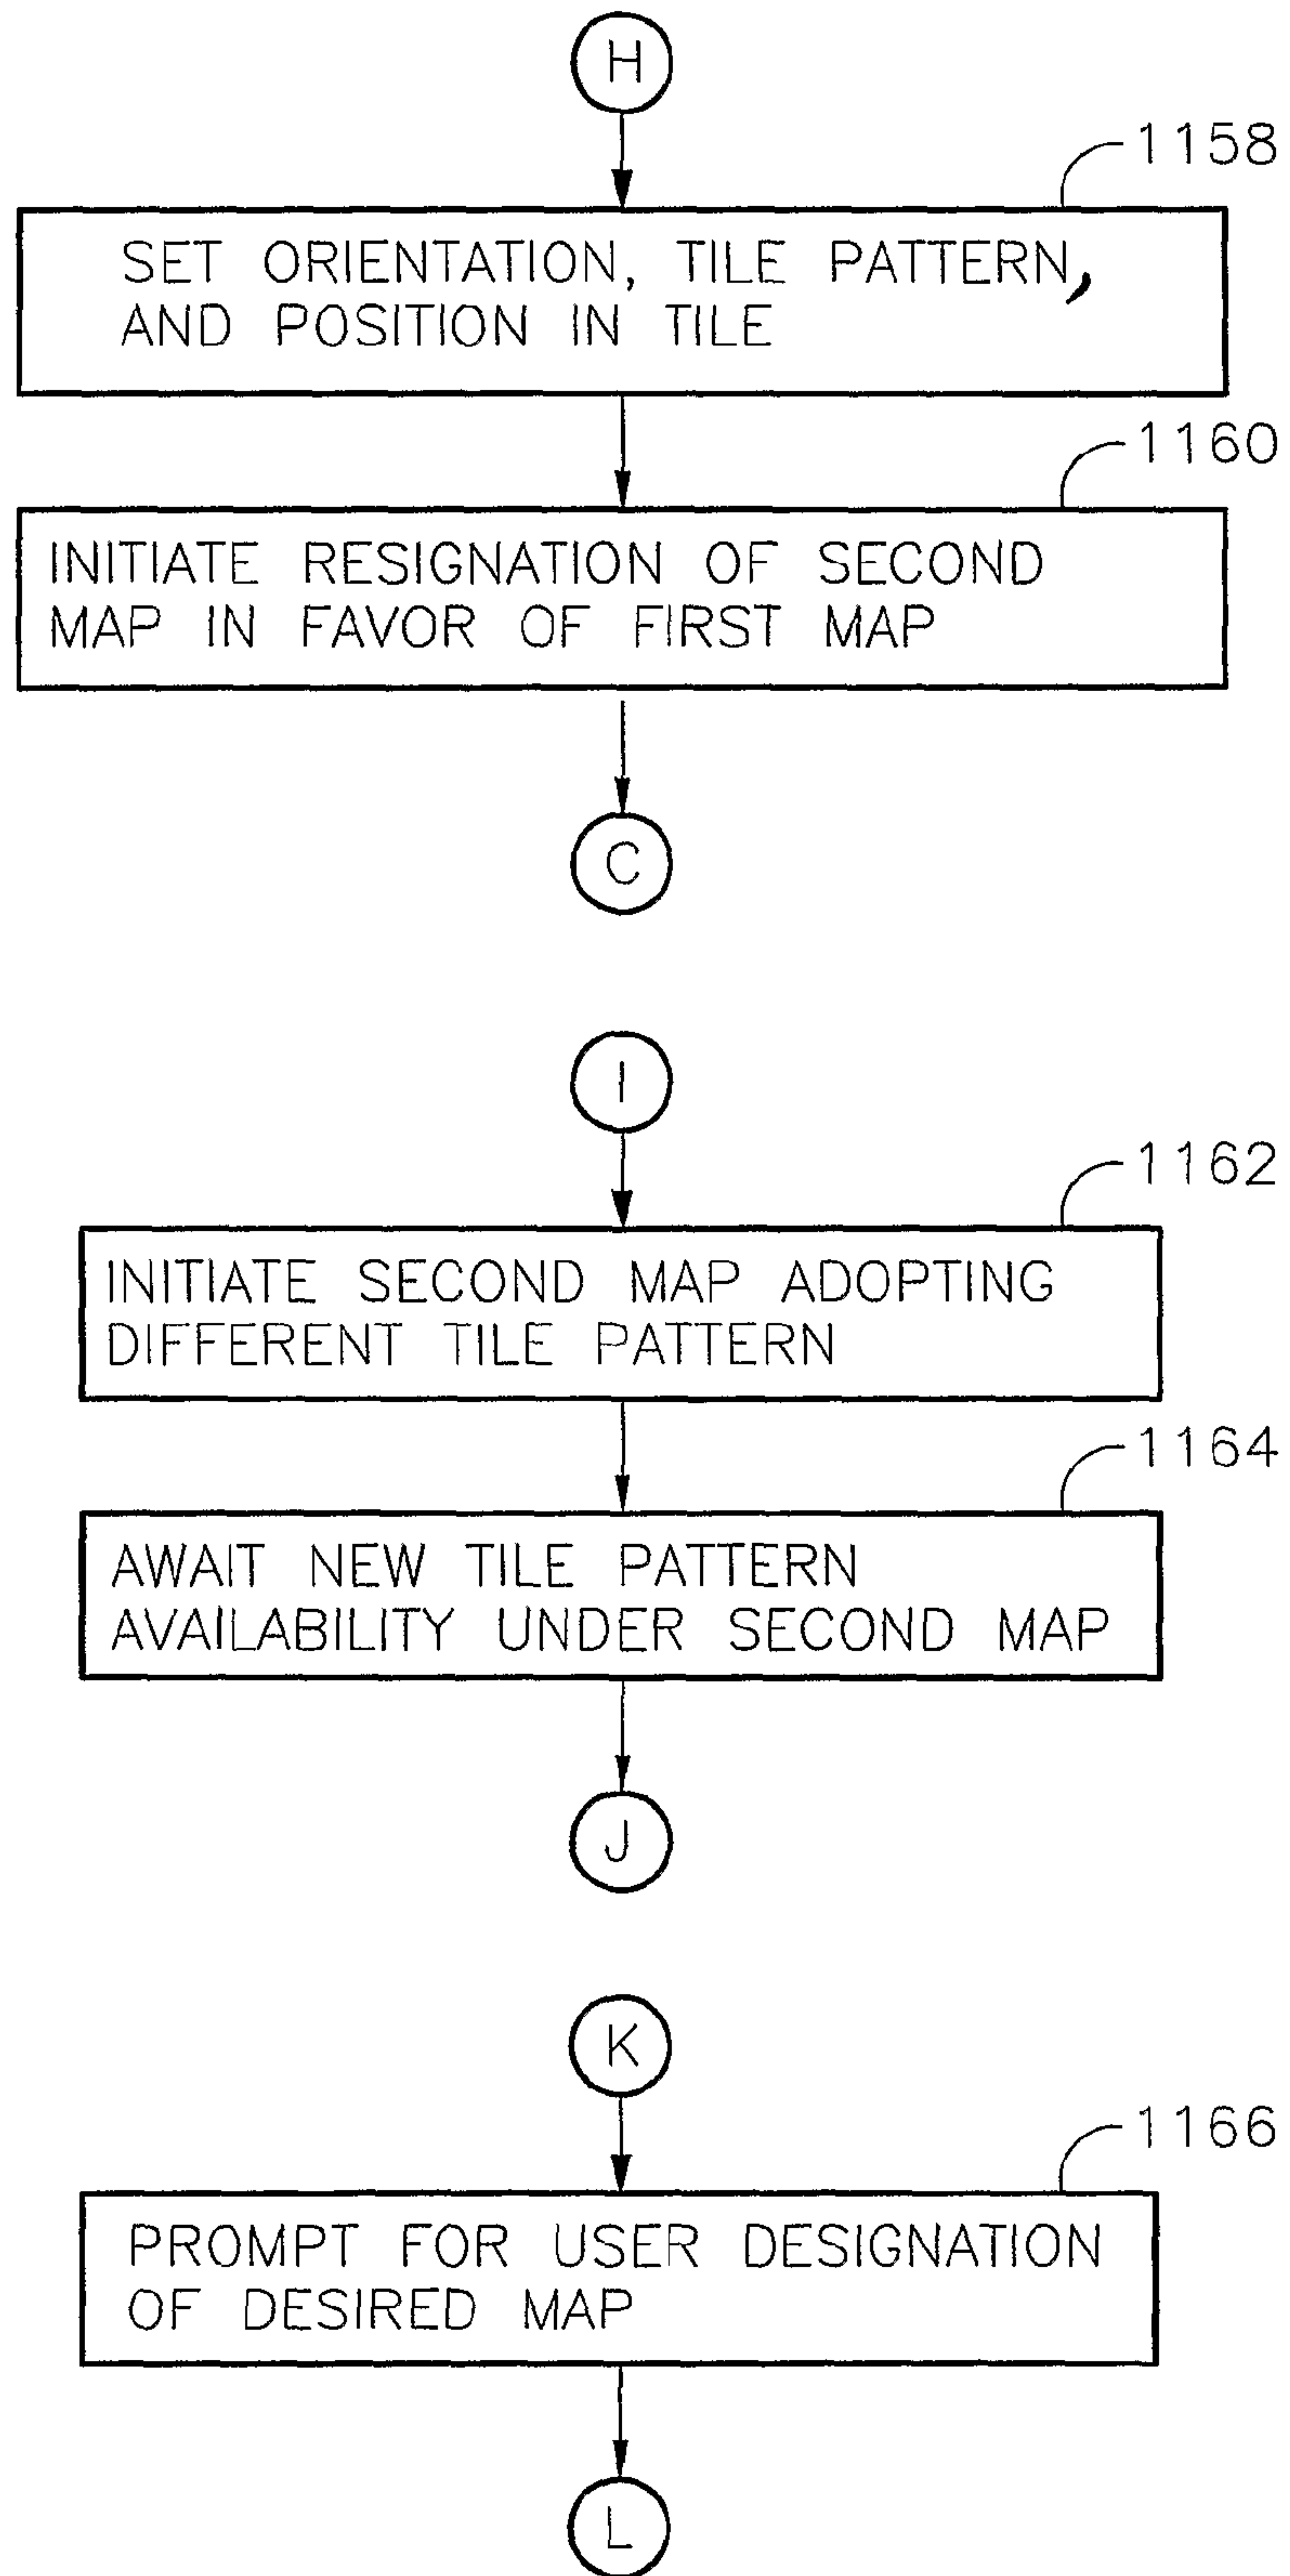 H
1158
SET ORIENTATION, TILE PATTERN,
AND POSITION IN TILE
1160
INITIATE RESIGNATION OF SECOND
MAP IN FAVOR OF FIRST MAP
C
I
1162
INITIATE SECOND MAP ADOPTING
DIFFERENT TILE PATTERN
1164
AWAIT NEW TILE PATTERN
AVAILABILITY UNDER SECOND MAP
J
K
1166
PROMPT FOR USER DESIGNATION
OF DESIRED MAP
L